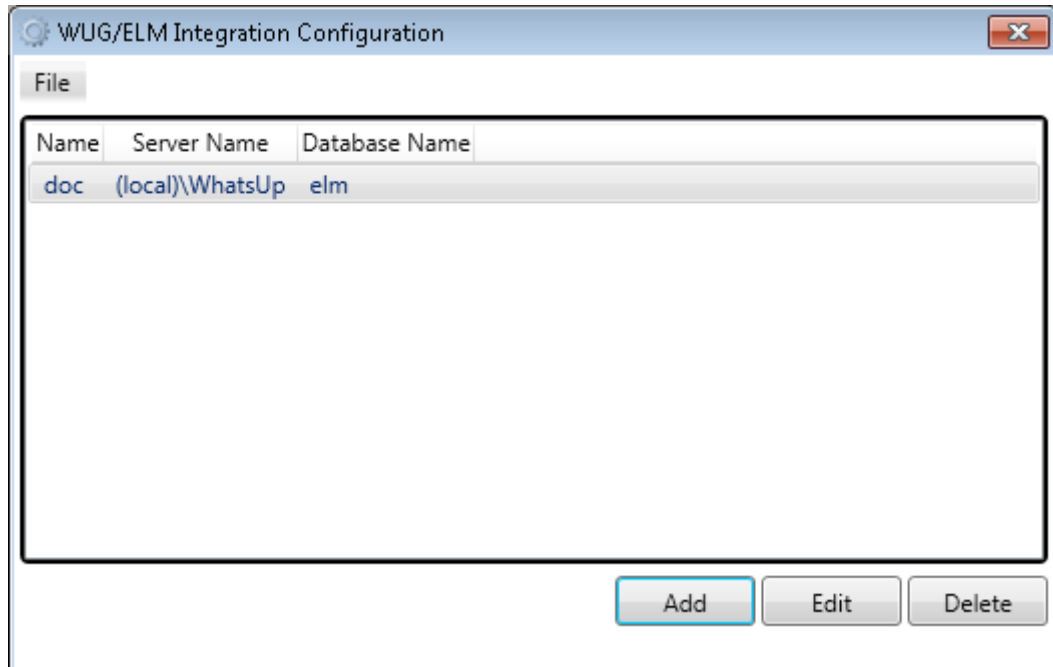 WUG/ELM Integration Configuration
File
Name Server Name Database Name
doc (local)\WhatsUp elm
Add Edit Delete